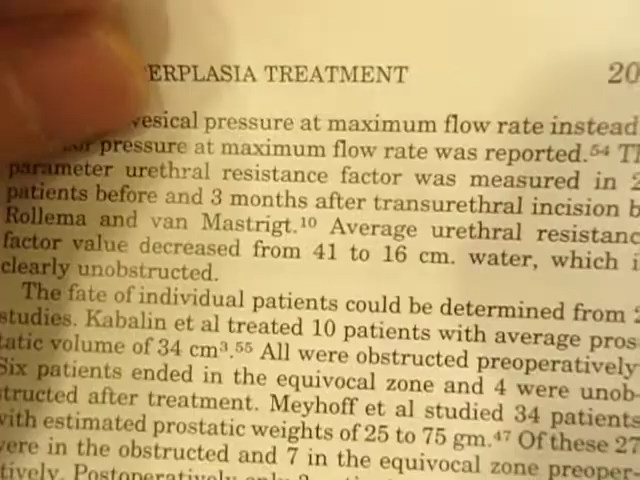 ERPLASIA TREATMENT 20
vesical pressure at maximum flow rate instead
pressure at maximum flow rate was reported.⁵⁴
parameter urethral resistance factor was measured in
patients before and 3 months after transurethral incision
Rollema and van Mastrigt.¹⁰ Average urethral resistanc
factor value decreased from 41 to 16 cm. water, which
clearly unobstructed.
The fate of individual patients could be determined from
studies. Kabalin et al treated 10 patients with average pros-
tatic volume of 34 cm³.⁵⁵ All were obstructed preoperatively
Six patients ended in the equivocal zone and 4 were unob-
structed after treatment. Meyhoff et al studied 34 patients
with estimated prostatic weights of 25 to 75 gm.⁴⁷ Of these 27
were in the obstructed and 7 in the equivocal zone preoper-
tively. Postoperatively only